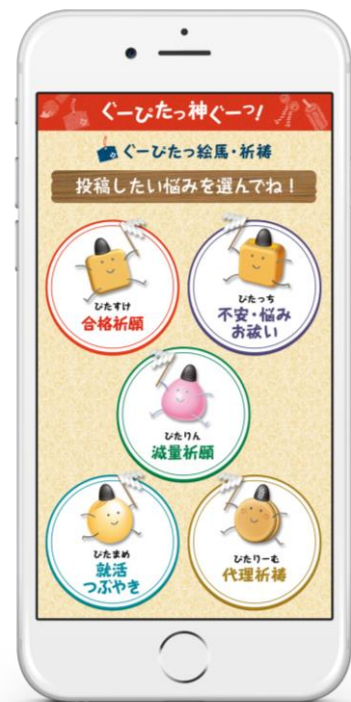 ぐーぴたっ神ぐーっ!
ぐーぴたっ絵馬・祈祷
投稿したい悩みを選んでね!
ぴたすけ
合格祈願
ぴたっち
不安・悩み
お祓い
ぴたりん
減量祈願
ぴたまめ
就活
つぶやき
ぴたりーむ
代理祈祷